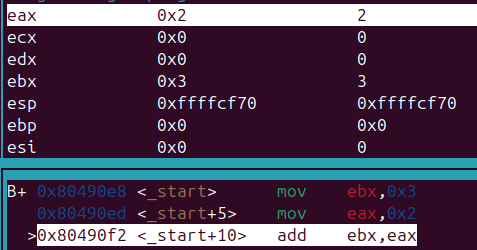 eax 0x2 2
ecx 0x0 0
edx 0x0 0
ebx 0x3 3
esp 0xffffcf70 0xffffcf70
ebp 0x0 0x0
esi 0x0 0
B+ 0x80490e8 <_start> mov ebx,0x3
0x80490ed <_start+5> mov eax,0x2
>0x80490f2 <_start+10> add ebx,eax